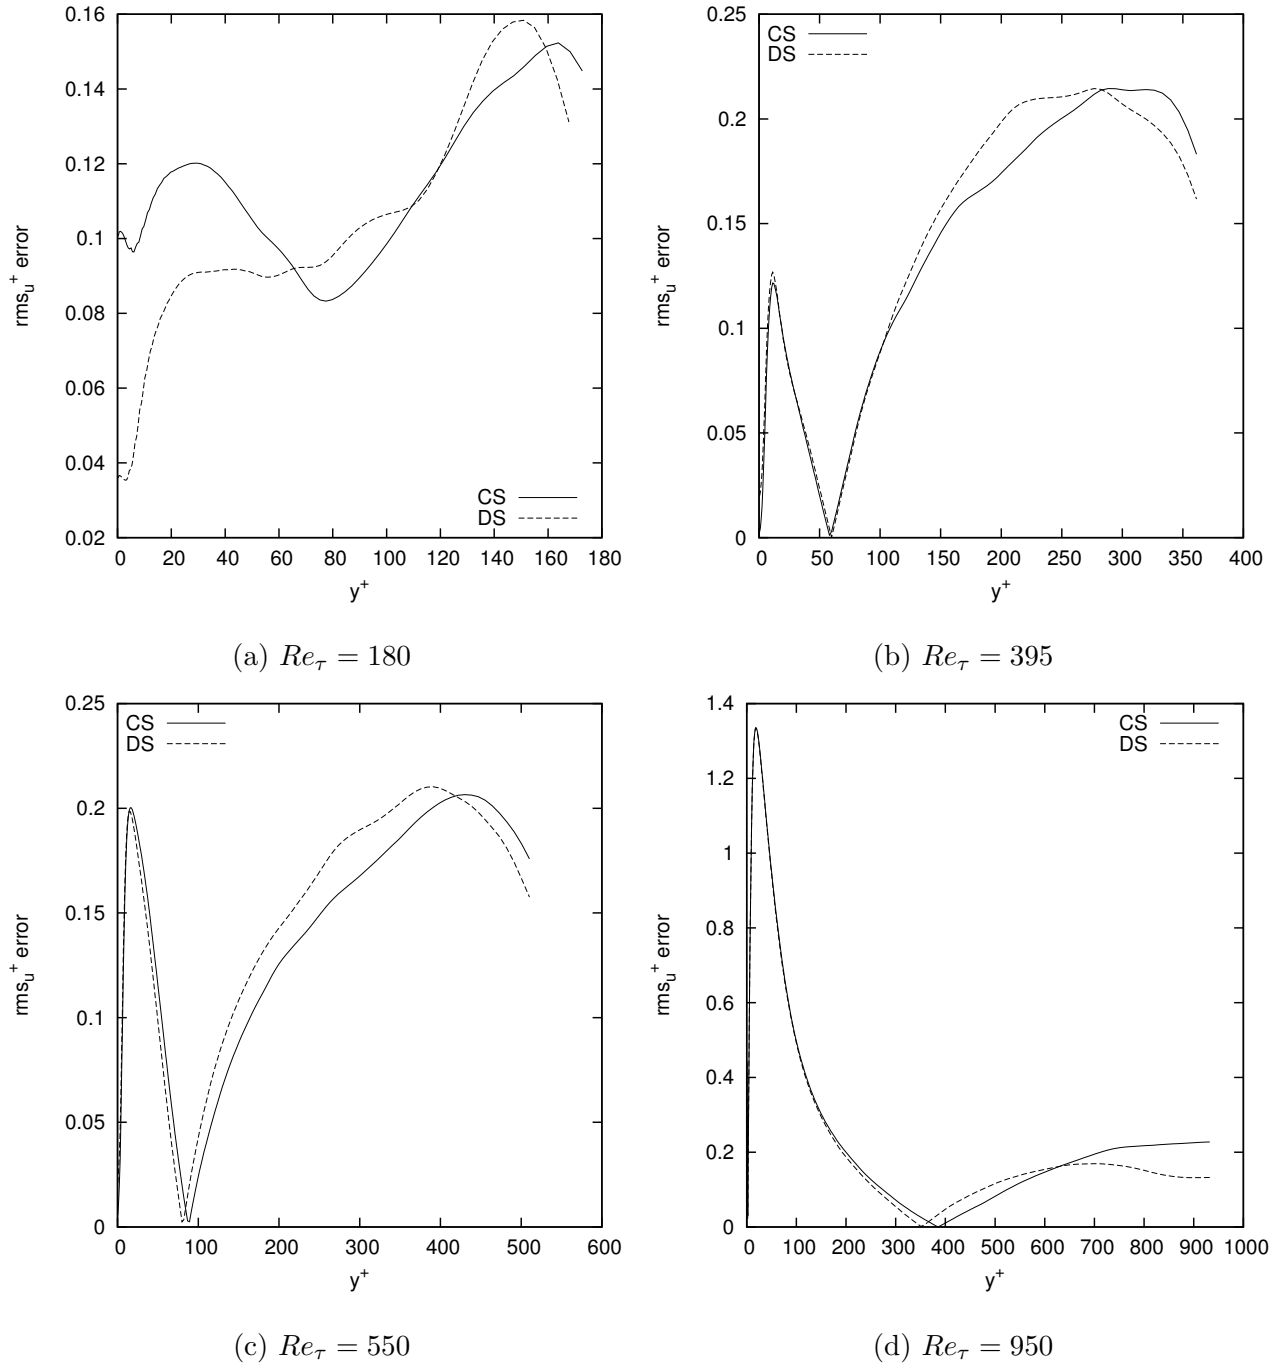 0.16
0.14
0.12
0.1
0.08
0.06
0.04
0.02
rms_u^+ error
CS
DS
0 20 40 60 80 100 120 140 160 180
y^+
(a) Re_τ = 180
0.25
0.2
0.15
0.1
0.05
0
rms_u^+ error
CS
DS
0 50 100 150 200 250 300 350 400
y^+
(b) Re_τ = 395
0.25
0.2
0.15
0.1
0.05
0
rms_u^+ error
CS
DS
0 100 200 300 400 500 600
y^+
(c) Re_τ = 550
1.4
1.2
1
0.8
0.6
0.4
0.2
0
rms_u^+ error
CS
DS
0 100 200 300 400 500 600 700 800 900 1000
y^+
(d) Re_τ = 950